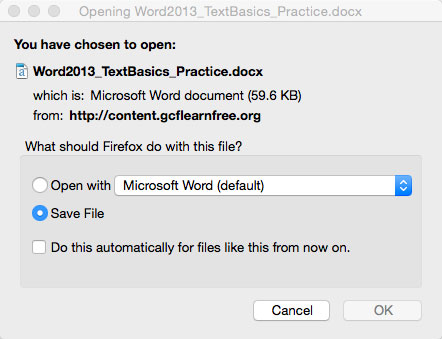 Opening Word2013_TextBasics_Practice.docx
You have chosen to open:
Word2013_TextBasics_Practice.docx
which is: Microsoft Word document (59.6 KB)
from: http://content.gcflearnfree.org
What should Firefox do with this file?
Open with Microsoft Word (default)
Save File
Do this automatically for files like this from now on.
Cancel OK